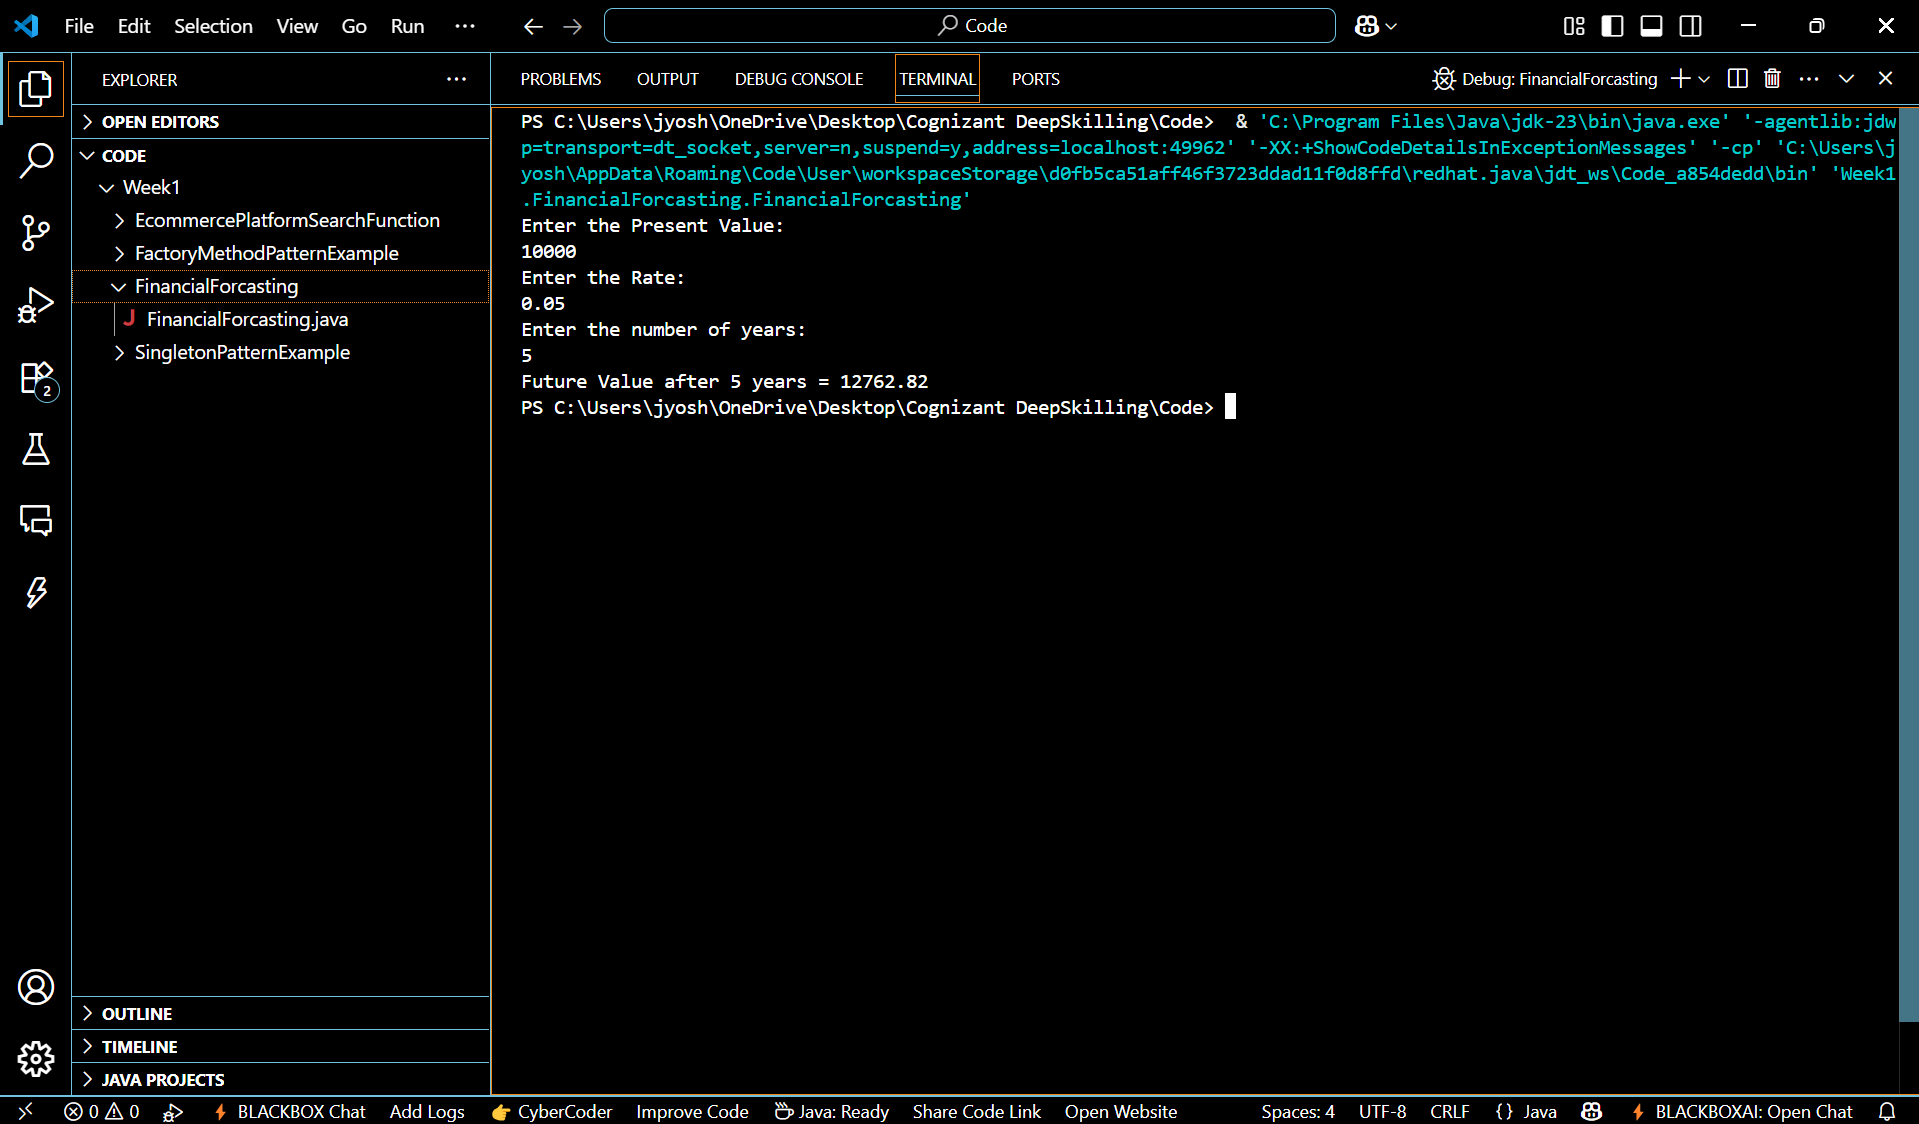 File Edit Selection View Go Run ··· Code
EXPLORER ···
OPEN EDITORS
CODE
Week1
EcommercePlatformSearchFunction
FactoryMethodPatternExample
FinancialForcasting
J FinancialForcasting.java
SingletonPatternExample
OUTLINE
TIMELINE
JAVA PROJECTS
2
PROBLEMS OUTPUT DEBUG CONSOLE TERMINAL PORTS Debug: FinancialForcasting
PS C:\Users\jyosh\OneDrive\Desktop\Cognizant DeepSkilling\Code>  & 'C:\Program Files\Java\jdk-23\bin\java.exe' '-agentlib:jdw
p=transport=dt_socket,server=n,suspend=y,address=localhost:49962' '-XX:+ShowCodeDetailsInExceptionMessages' '-cp' 'C:\Users\j
yosh\AppData\Roaming\Code\User\workspaceStorage\d0fb5ca51aff46f3723ddad11f0d8ffd\redhat.java\jdt_ws\Code_a854dedd\bin' 'Week1
.FinancialForcasting.FinancialForcasting'
Enter the Present Value:
10000
Enter the Rate:
0.05
Enter the number of years:
5
Future Value after 5 years = 12762.82
PS C:\Users\jyosh\OneDrive\Desktop\Cognizant DeepSkilling\Code>
0 0 BLACKBOX Chat Add Logs CyberCoder Improve Code Java: Ready Share Code Link Open Website Spaces: 4 UTF-8 CRLF {} Java BLACKBOXAI: Open Chat